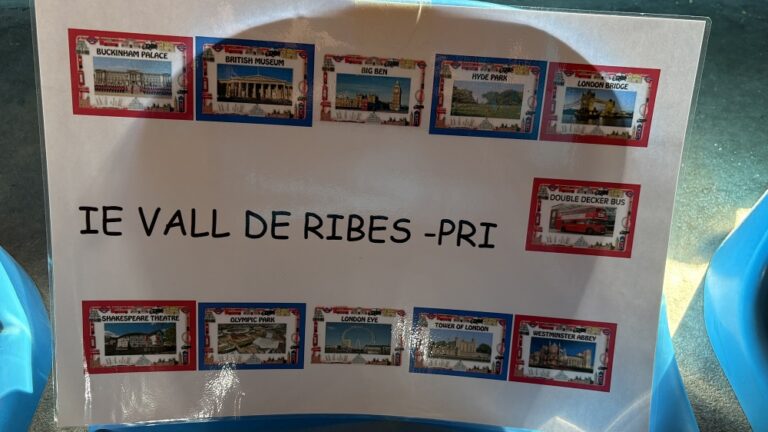 BUCKINHAM PALACE
BRITISH MUSEUM
BIG BEN
HYDE PARK
LONDON BRIDGE
DOUBLE DECKER BUS
IE VALL DE RIBES -PRI
SHAKESPEARE THEATRE
OLYMPIC PARK
LONDON EYE
TOWER OF LONDON
WESTMINSTER ABBEY